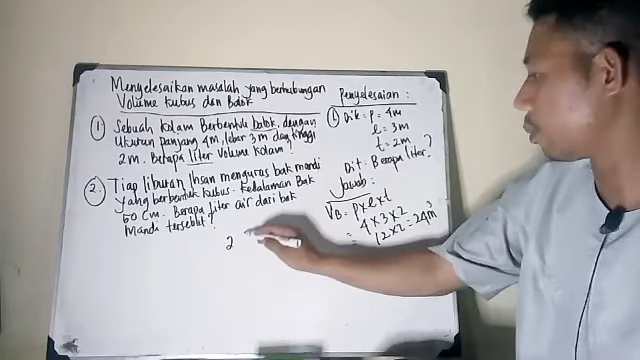 Menyelesaikan masalah yang berhubungan
Volume kubus dan Balok
① Sebuah kolam Berbentuk balok, dengan
Ukuran Panjang 4m, lebar 3m dan tinggi
2m. Berapa liter Volume kolam?
2. Tiap liburan Ihsan menguras bak mandi
yang berbentuk kubus. Kedalaman Bak
60 Cm. Berapa liter air dari bak
Mandi tersebut?
2
Penyelesaian :
①. Dik = P = 4m
l = 3m
t = 2m
Dit = Berapa liter?
Jawab =
VB = P x l x t
= 4 x 3 x 2
12 x 2 = 24 m³